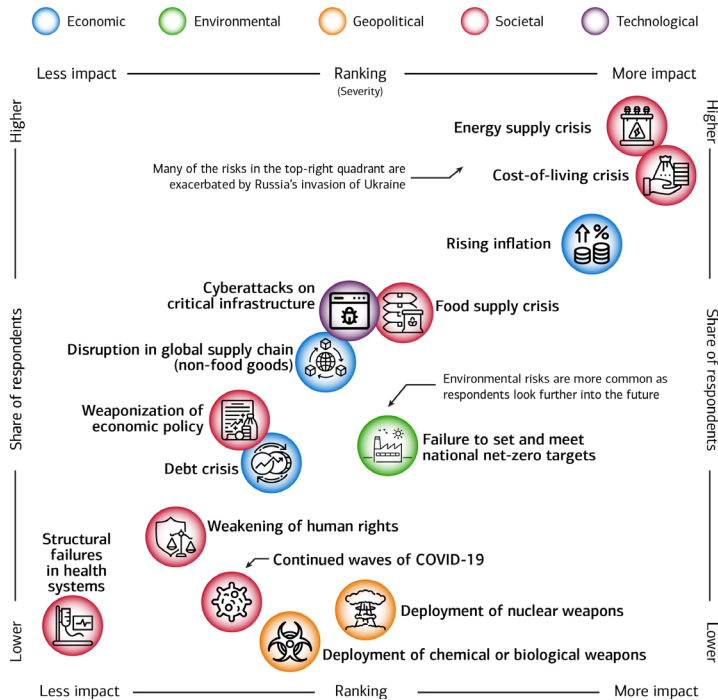 Economic
Environmental
Geopolitical
Societal
Technological
Less impact
Ranking
(Severity)
More impact
Higher
Higher
Energy supply crisis
Many of the risks in the top-right quadrant are
exacerbated by Russia's invasion of Ukraine
Cost-of-living crisis
Rising inflation
Cyberattacks on
critical infrastructure
Food supply crisis
Share of respondents
Share of respondents
Disruption in global supply chain
(non-food goods)
Environmental risks are more common as
respondents look further into the future
Weaponization of
economic policy
Failure to set and meet
national net-zero targets
Debt crisis
Weakening of human rights
Structural
failures
in health
systems
Continued waves of COVID-19
Deployment of nuclear weapons
Deployment of chemical or biological weapons
Lower
Lower
Less impact
Ranking
More impact